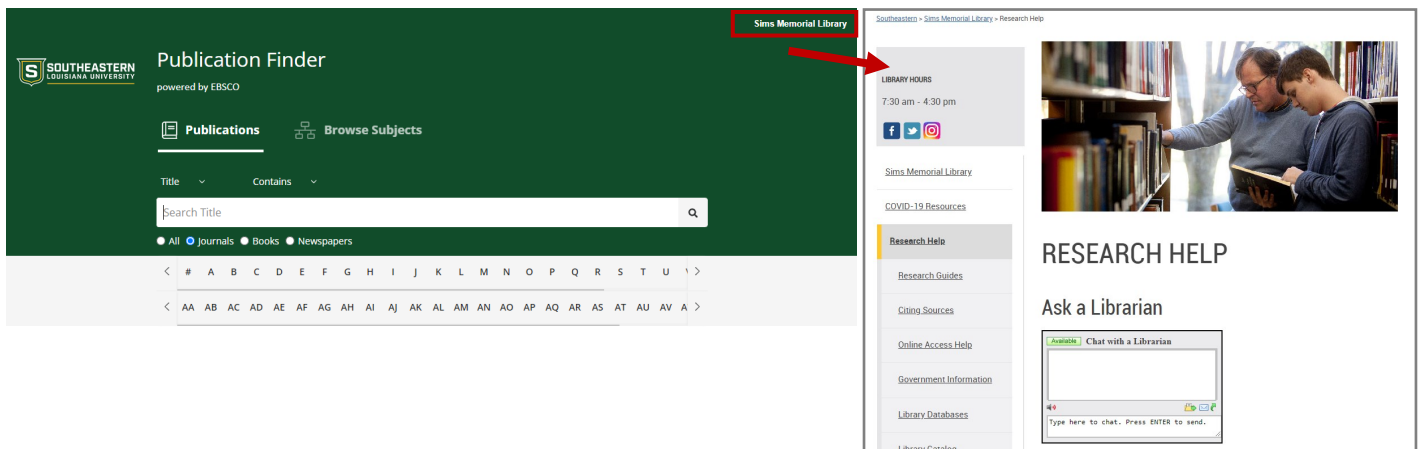 Sims Memorial Library
S SOUTHEASTERN
LOUISIANA UNIVERSITY
Publication Finder
powered by EBSCO
Publications Browse Subjects
Title Contains
Search Title
All Journals Books Newspapers
# A B C D E F G H I J K L M N O P Q R S T U
AA AB AC AD AE AF AG AH AI AJ AK AL AM AN AO AP AQ AR AS AT AU AV A
Southeastern > Sims Memorial Library > Research Help
LIBRARY HOURS
7:30 am - 4:30 pm
Sims Memorial Library
COVID-19 Resources
Research Help
Research Guides
Citing Sources
Online Access Help
Government Information
Library Databases
Library Catalog
RESEARCH HELP
Ask a Librarian
Available Chat with a Librarian
Type here to chat. Press ENTER to send.